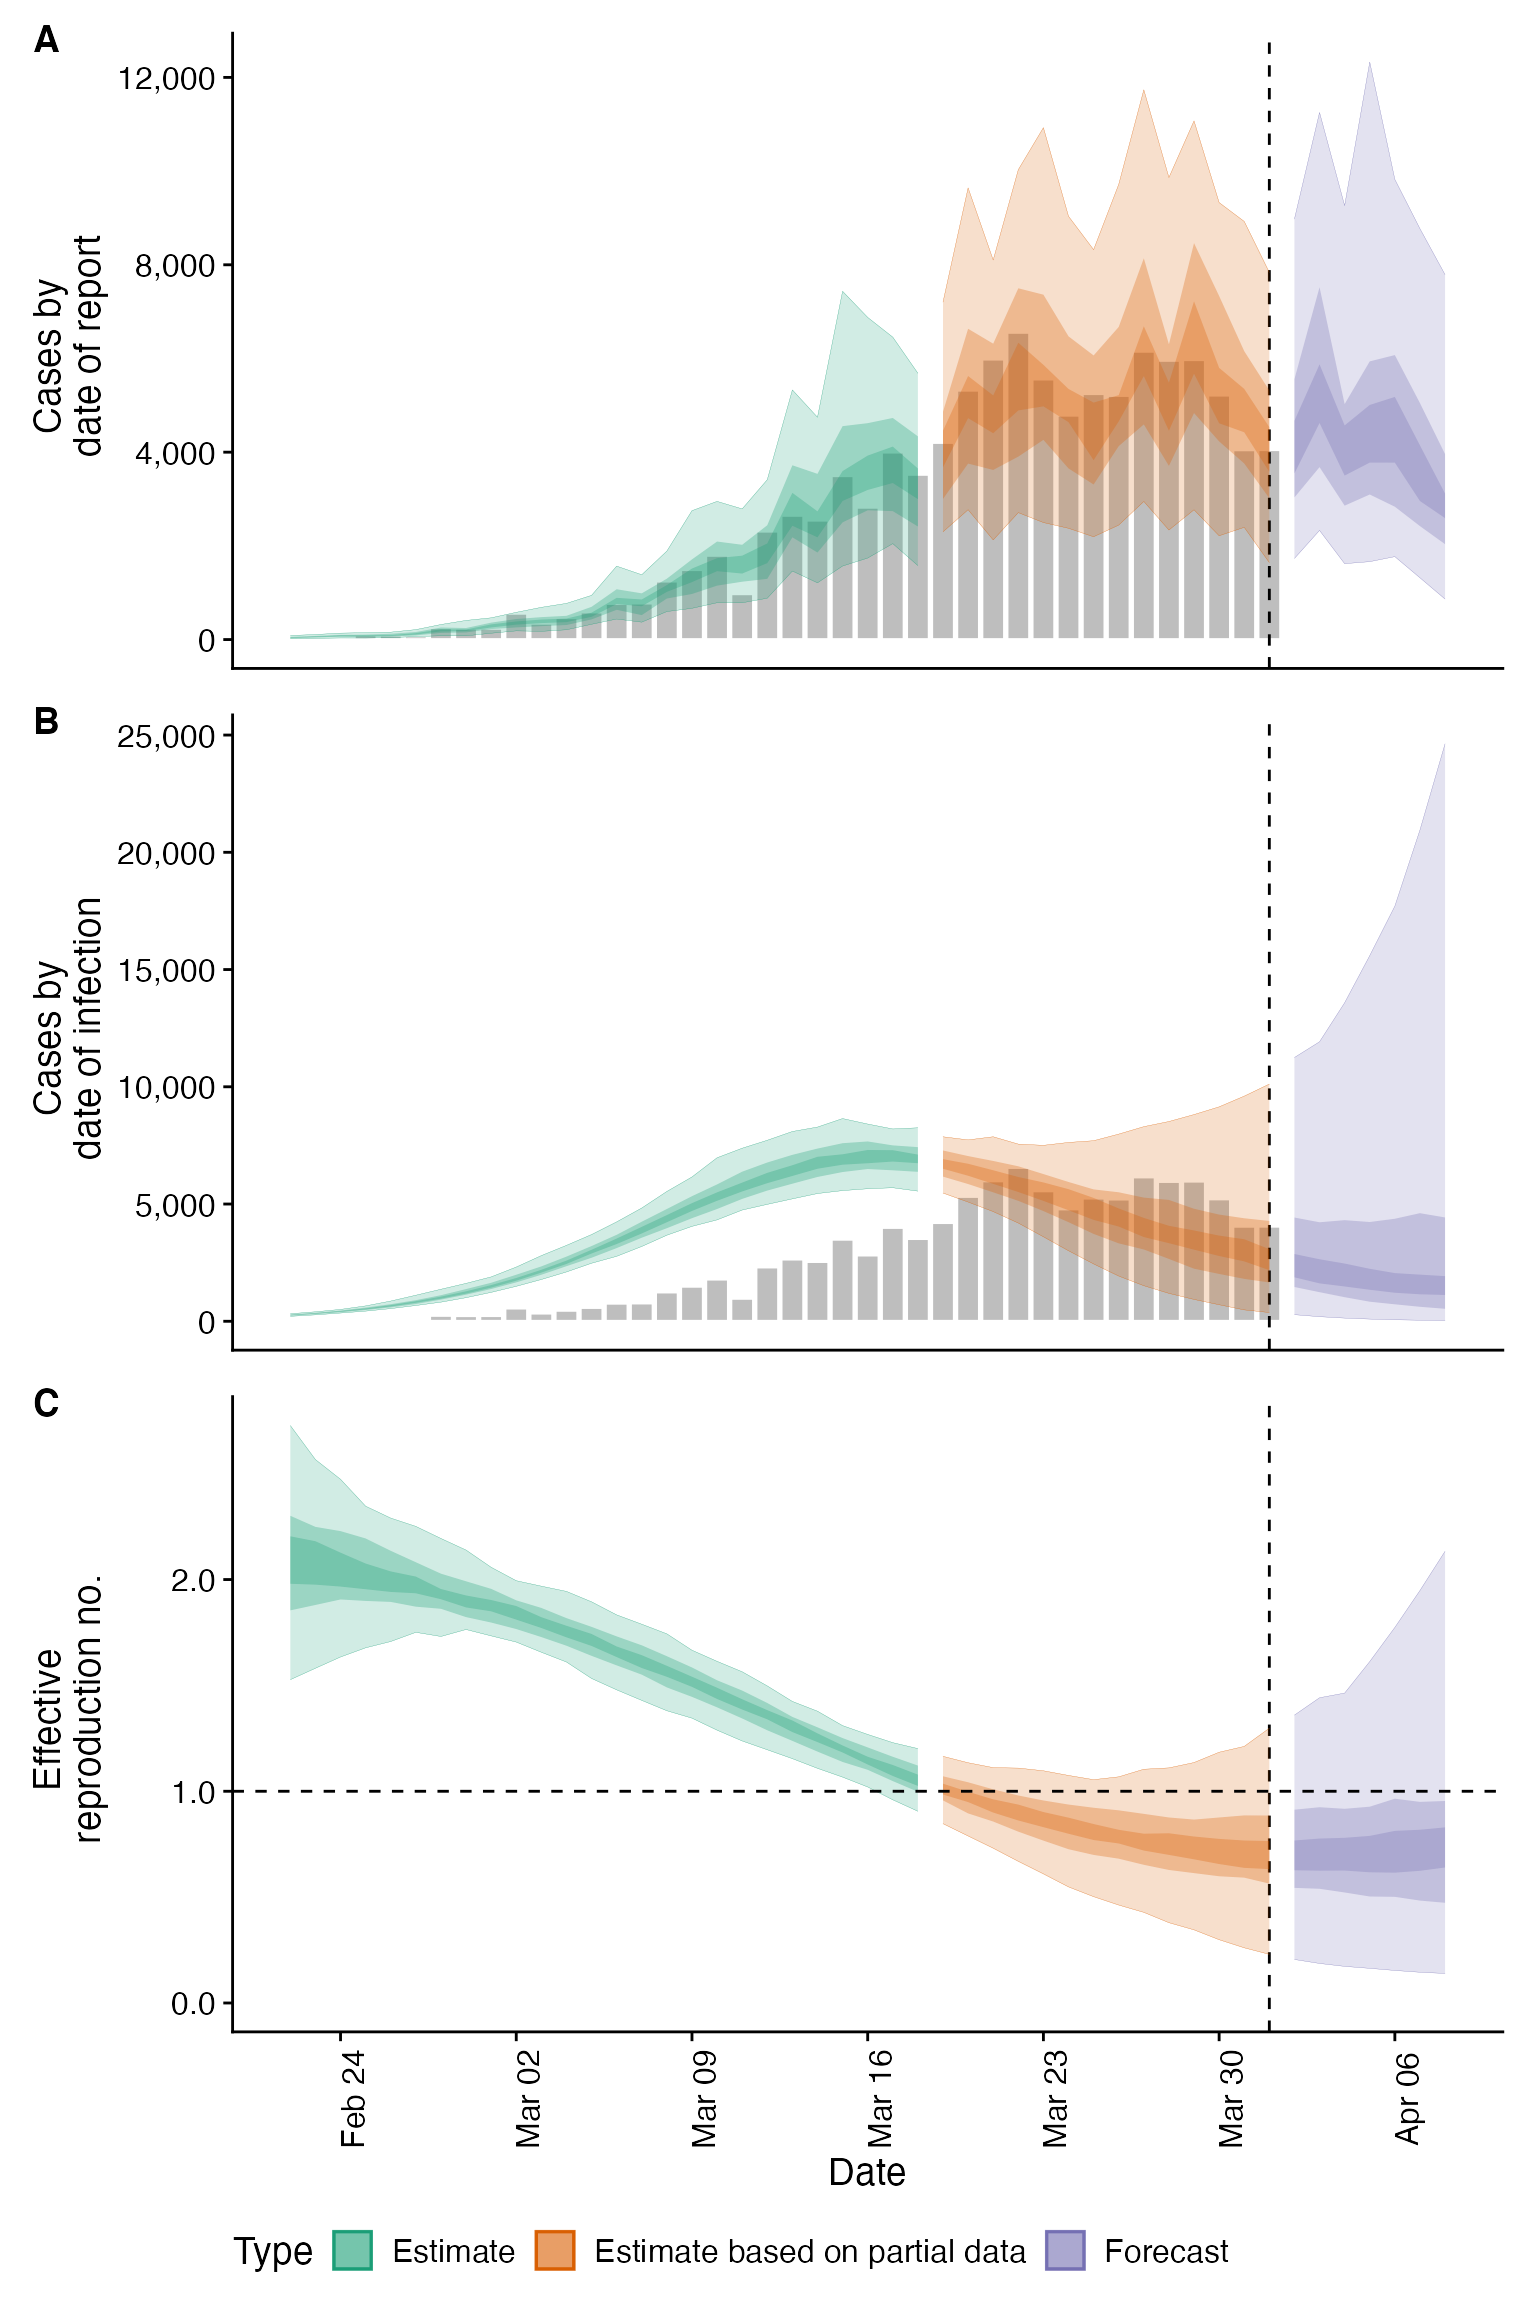 A
12,000
8,000
4,000
0
Cases by
date of report
B
25,000
20,000
15,000
10,000
5,000
0
Cases by
date of infection
C
2.0
1.0
0.0
Effective
reproduction no.
Feb 24
Mar 02
Mar 09
Mar 16
Mar 23
Mar 30
Apr 06
Date
Type Estimate Estimate based on partial data Forecast